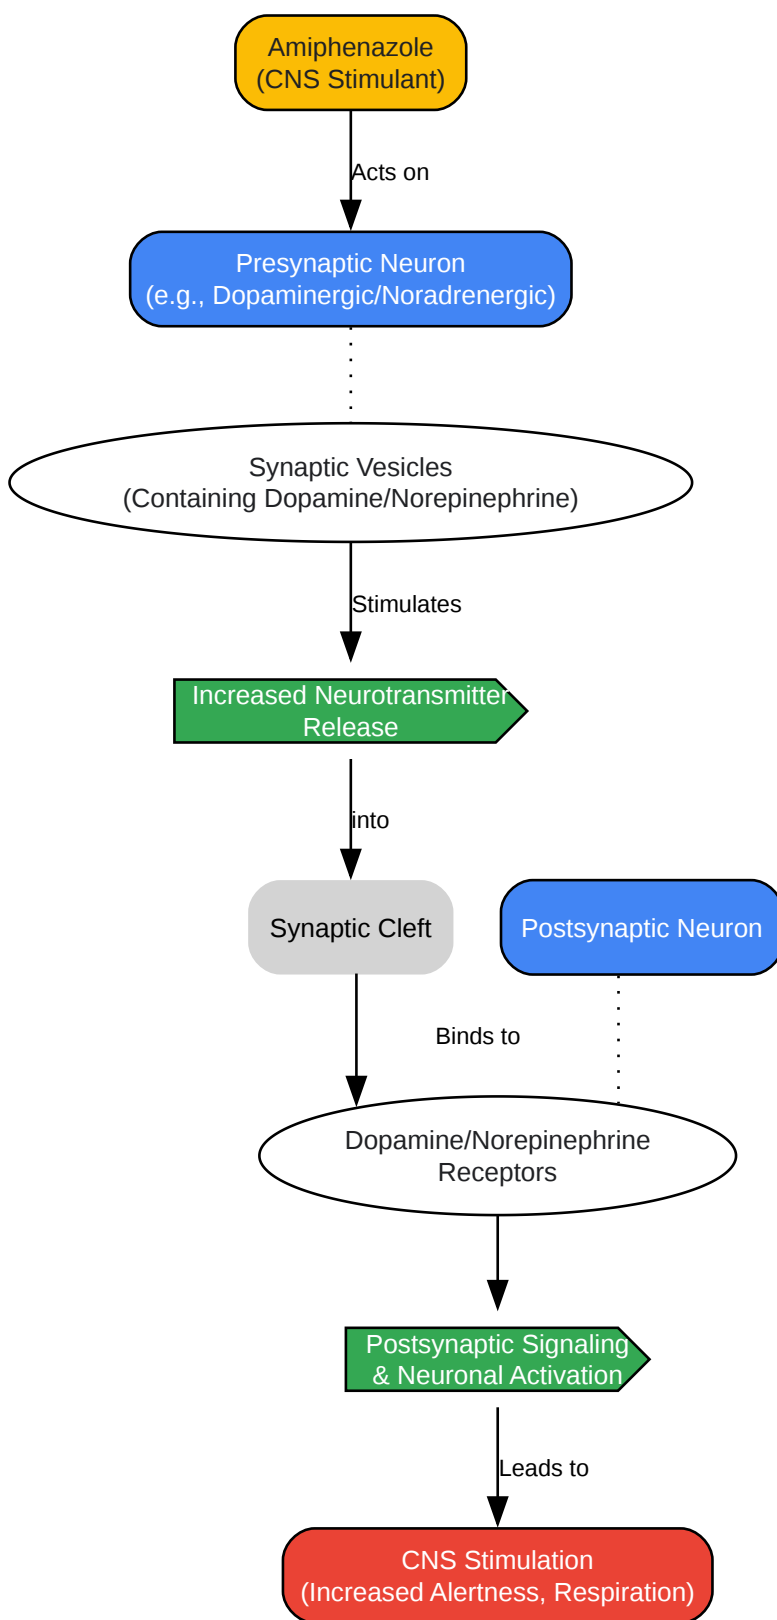 Amiphenazole
(CNS Stimulant)
Acts on
Presynaptic Neuron
(e.g., Dopaminergic/Noradrenergic)
Synaptic Vesicles
(Containing Dopamine/Norepinephrine)
Stimulates
Increased Neurotransmitter
Release
into
Synaptic Cleft
Postsynaptic Neuron
Binds to
Dopamine/Norepinephrine
Receptors
Postsynaptic Signaling
& Neuronal Activation
Leads to
CNS Stimulation
(Increased Alertness, Respiration)